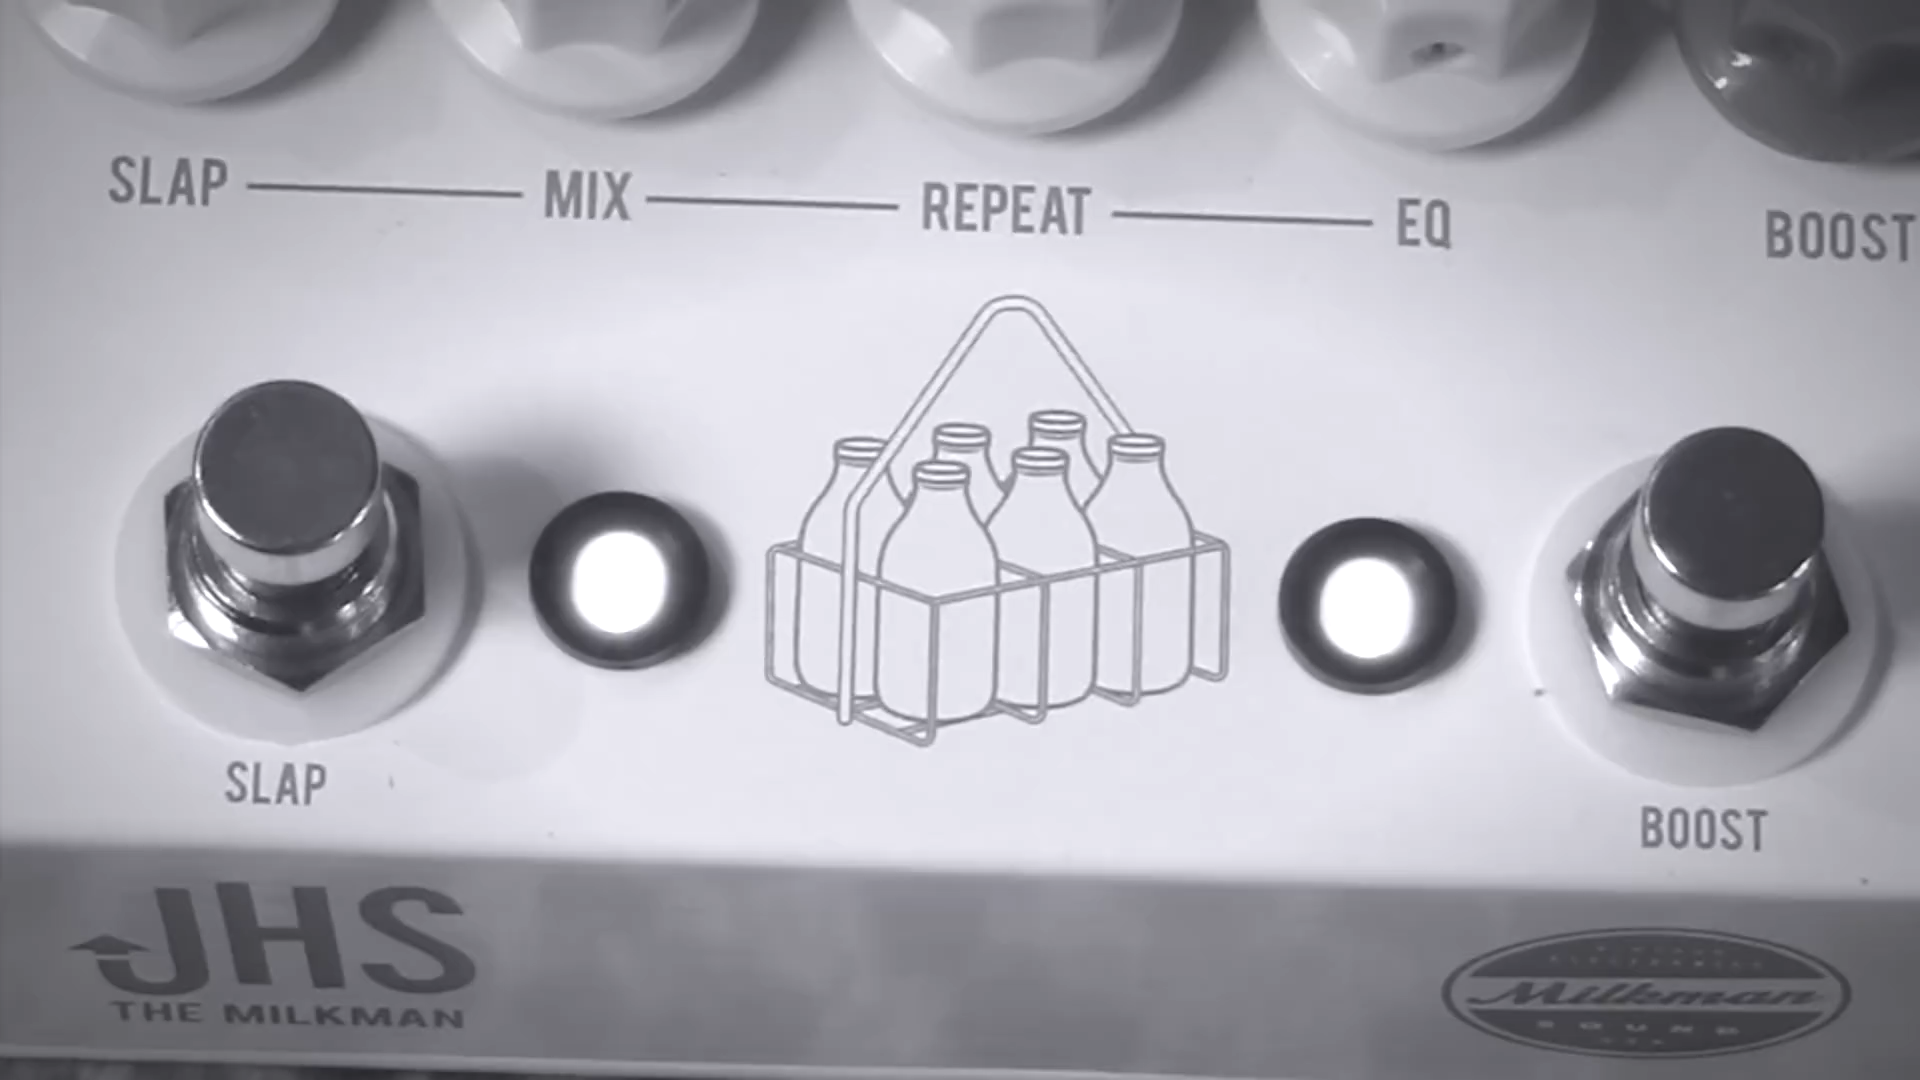 SLAP MIX REPEAT EQ BOOST
SLAP
BOOST
JHS
THE MILKMAN
Milkman
SOUND